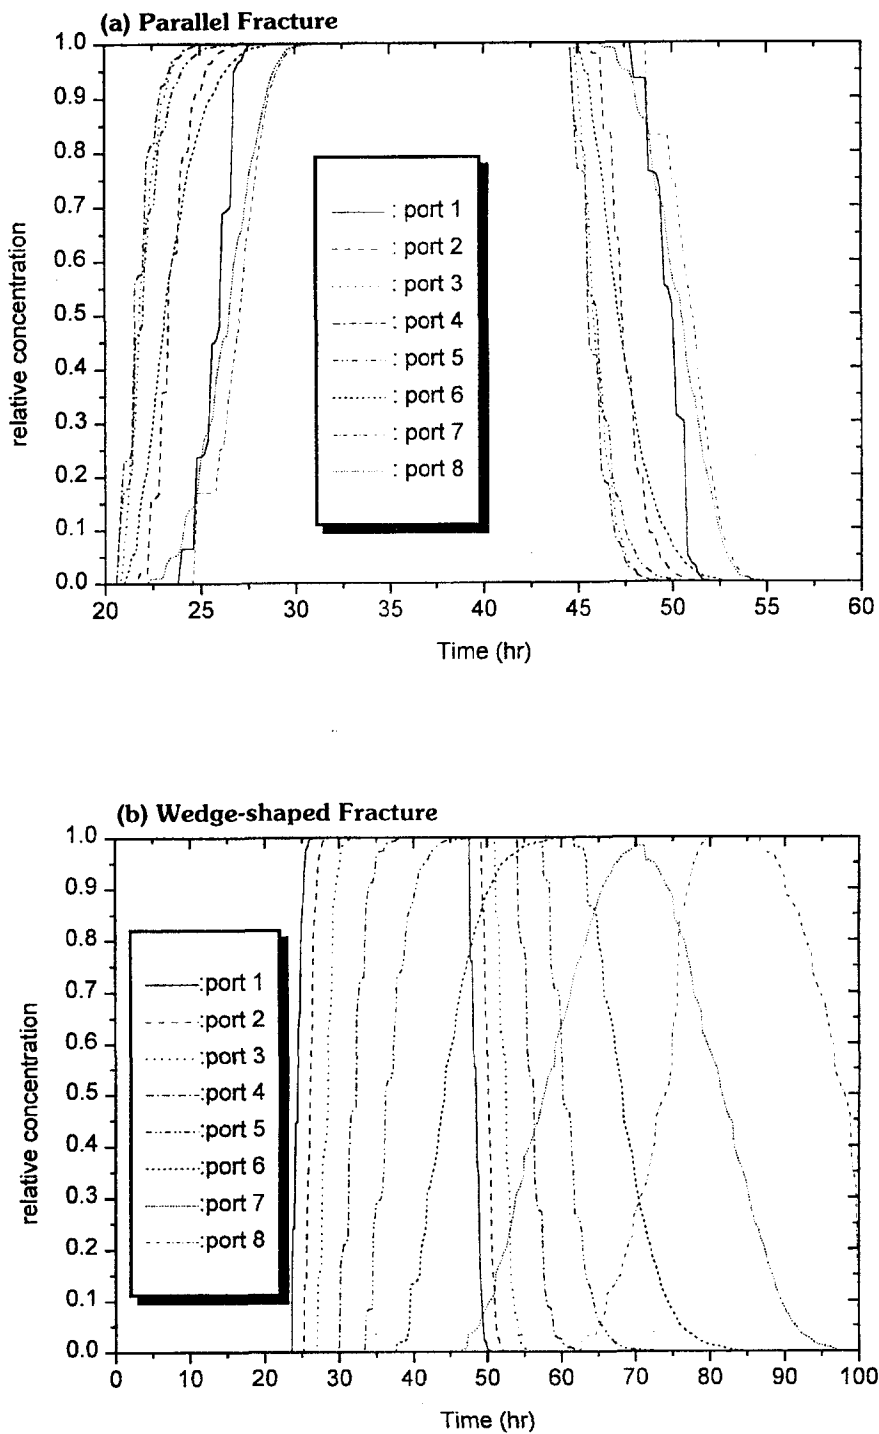 (a) Parallel Fracture
1.0
0.9
0.8
0.7
0.6
0.5
0.4
0.3
0.2
0.1
0.0
relative concentration
: port 1
: port 2
: port 3
: port 4
: port 5
: port 6
: port 7
: port 8
20 25 30 35 40 45 50 55 60
Time (hr)
(b) Wedge-shaped Fracture
1.0
0.9
0.8
0.7
0.6
0.5
0.4
0.3
0.2
0.1
0.0
relative concentration
:port 1
:port 2
:port 3
:port 4
:port 5
:port 6
:port 7
:port 8
0 10 20 30 40 50 60 70 80 90 100
Time (hr)